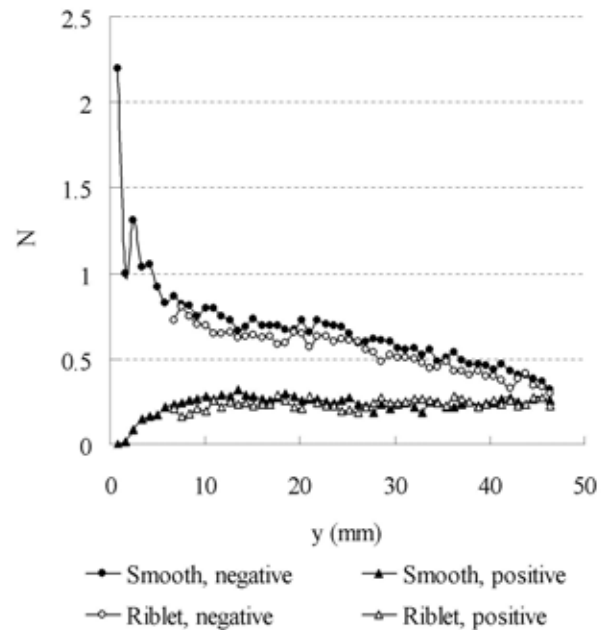 2.5
2
1.5
1
0.5
0
N
0 10 20 30 40 50
y (mm)
Smooth, negative Smooth, positive
Riblet, negative Riblet, positive